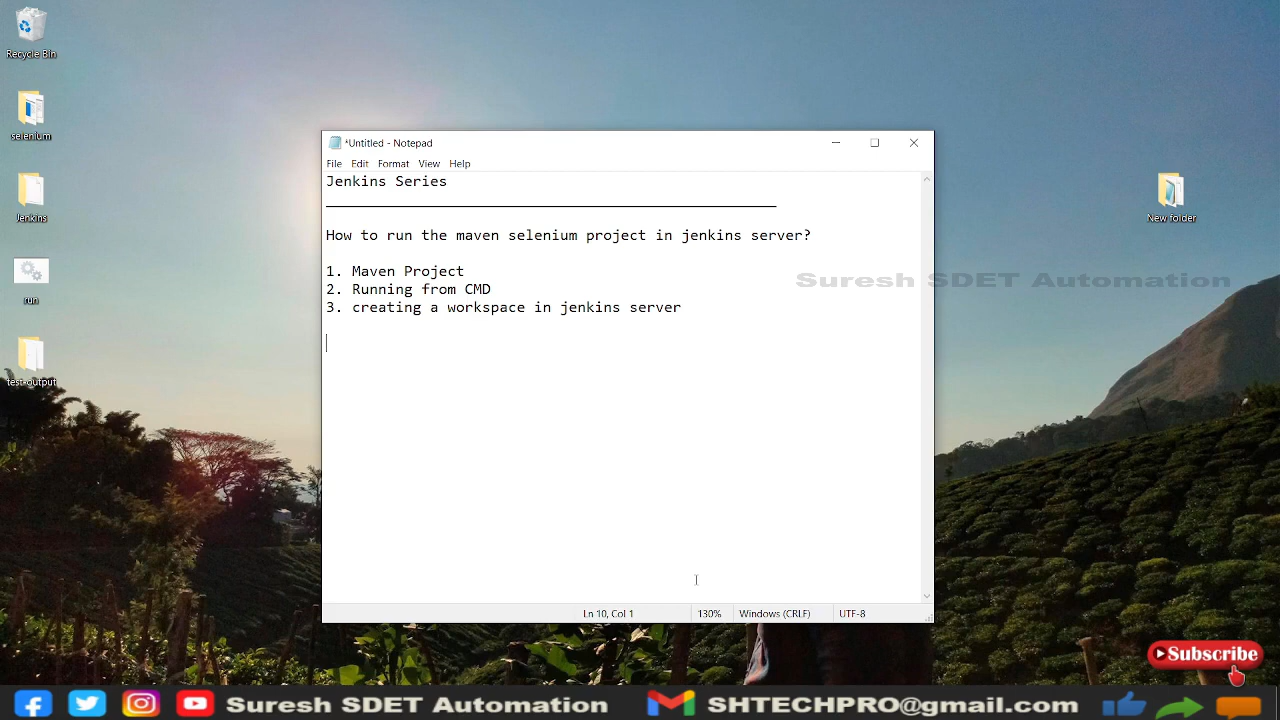 Recycle Bin
selenium
Jenkins
run
test-output
New folder
*Untitled - Notepad
File Edit Format View Help
Jenkins Series
How to run the maven selenium project in jenkins server?
1. Maven Project
2. Running from CMD
3. creating a workspace in jenkins server
Suresh SDET Automation
Ln 10, Col 1 130% Windows (CRLF) UTF-8
Subscribe
Suresh SDET Automation SHTECHPRO@gmail.com